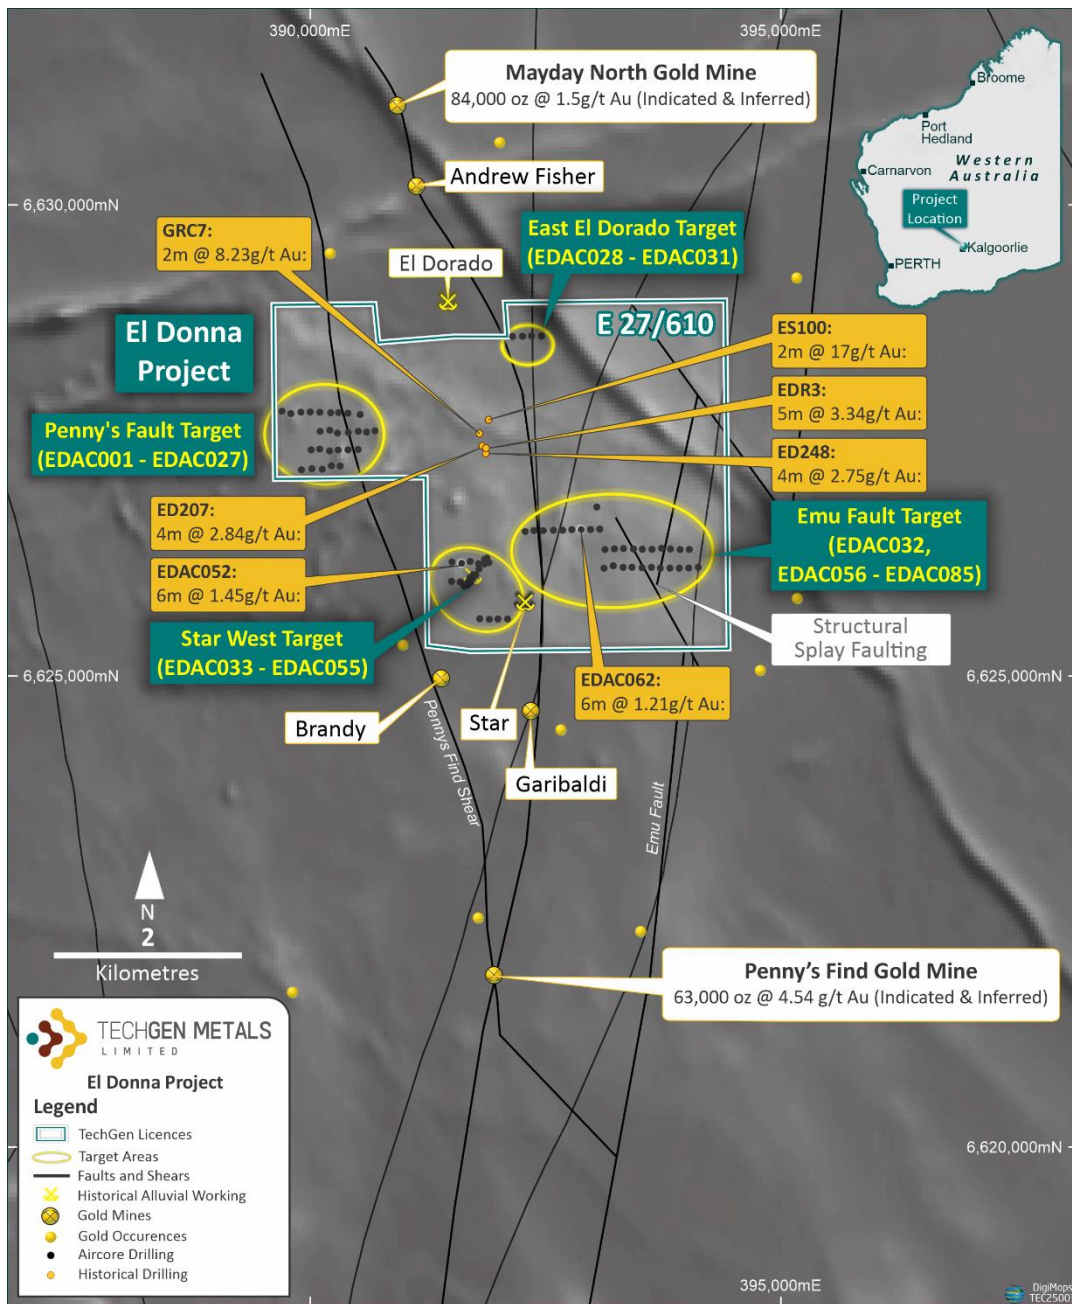 390,000mE
395,000mE
Mayday North Gold Mine
84,000 oz @ 1.5g/t Au (Indicated & Inferred)
Broome
Port
Hedland
Western
Australia
Carnarvon
Project
Location
Kalgoorlie
PERTH
Andrew Fisher
6,630,000mN
GRC7:
2m @ 8.23g/t Au:
East El Dorado Target
(EDAC028 - EDAC031)
El Dorado
E 27/610
El Donna
Project
ES100:
2m @ 17g/t Au:
EDR3:
5m @ 3.34g/t Au:
Penny's Fault Target
(EDAC001 - EDAC027)
ED248:
4m @ 2.75g/t Au:
ED207:
4m @ 2.84g/t Au:
Emu Fault Target
(EDAC032,
EDAC056 - EDAC085)
EDAC052:
6m @ 1.45g/t Au:
Star West Target
(EDAC033 - EDAC055)
Structural
Splay Faulting
6,625,000mN
6,625,000mN
EDAC062:
6m @ 1.21g/t Au:
Brandy
Star
Garibaldi
Pennys Find Shear
Emu Fault
N
2
Kilometres
Penny's Find Gold Mine
63,000 oz @ 4.54 g/t Au (Indicated & Inferred)
TECHGEN METALS
LIMITED
El Donna Project
Legend
TechGen Licences
Target Areas
Faults and Shears
Historical Alluvial Working
Gold Mines
Gold Occurences
Aircore Drilling
Historical Drilling
6,620,000mN
395,000mE
DigiMaps